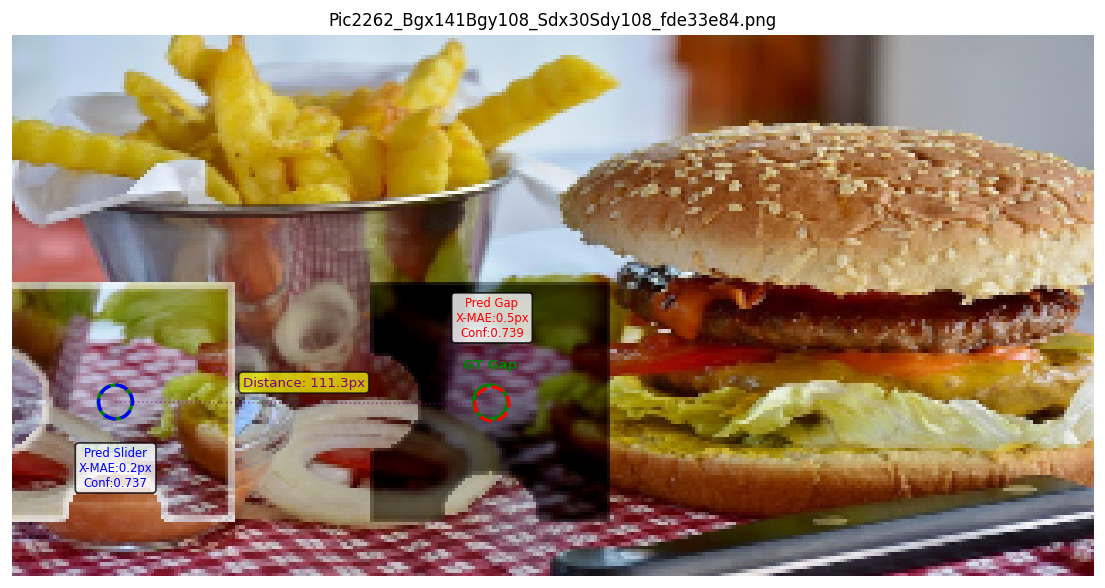 Pic2262_Bgx141Bgy108_Sdx30Sdy108_fde33e84.png
Pred Gap
X-MAE:0.5px
Conf:0.739
GT Gap
Distance: 111.3px
Pred Slider
X-MAE:0.2px
Conf:0.737